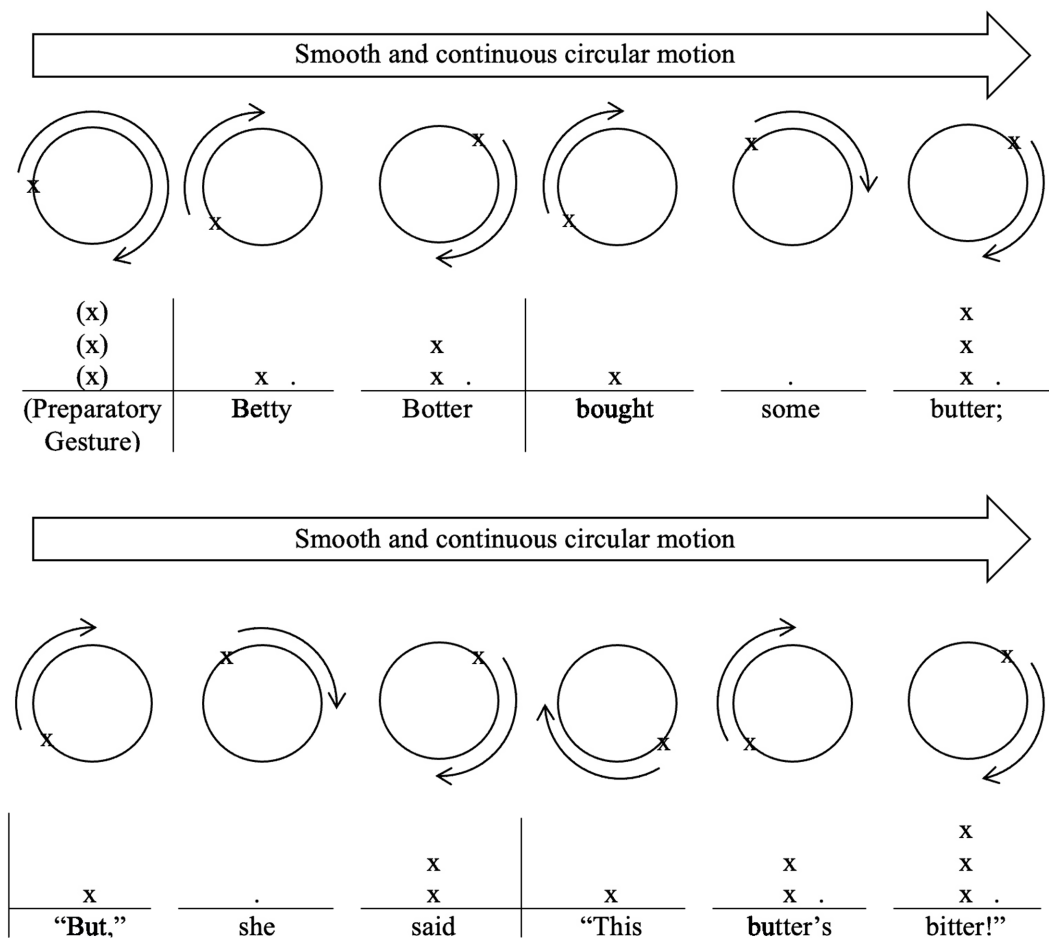 Smooth and continuous circular motion
x x x x x x
(x) x
(x) x x
(x) x . x . x . x .
(Preparatory Betty Botter bought some butter;
Gesture)
Smooth and continuous circular motion
x x x x x x
x
x x x
x . x x x . x .
“But,” she said “This butter’s bitter!”